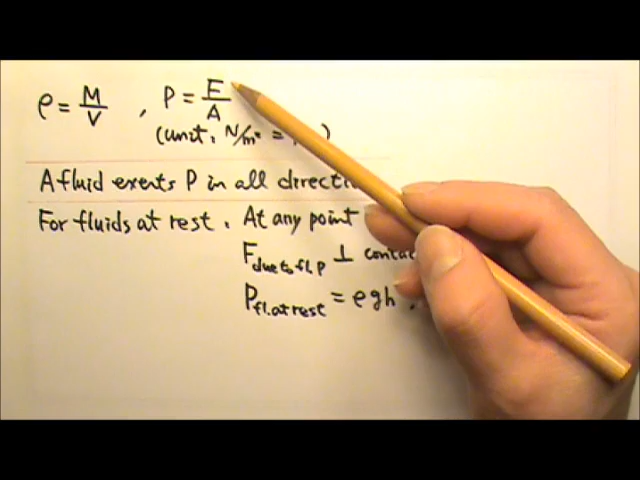 ρ = M/V , P = F/A
(unit: N/m² =
A fluid exerts P in all
For fluids at rest. At any point
F due to fl. P ⊥
P fl. at rest = ρgh ,